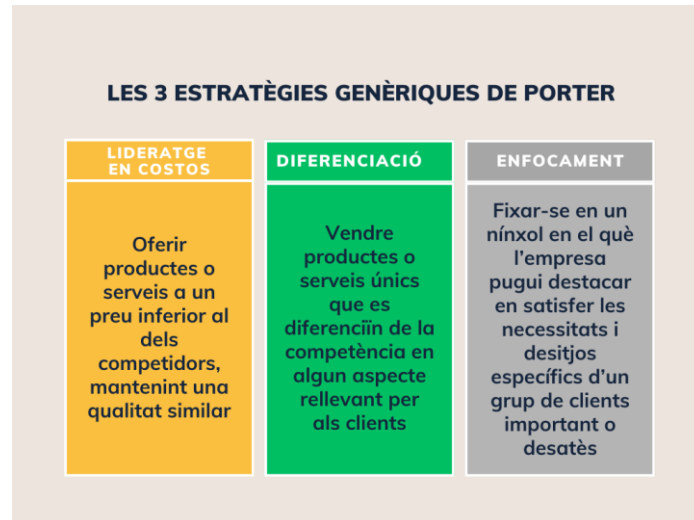 LES 3 ESTRATÈGIES GENÈRIQUES DE PORTER
LIDERATGE
EN COSTOS
Oferir
productes o
serveis a un
preu inferior al
dels
competidors,
mantenint una
qualitat similar
DIFERENCIACIÓ
Vendre
productes o
serveis únics
que es
diferenciïn de la
competència en
algun aspecte
rellevant per
als clients
ENFOCAMENT
Fixar-se en un
nínxol en el què
l'empresa
pugui destacar
en satisfer les
necessitats i
desitjos
específics d'un
grup de clients
important o
desatès